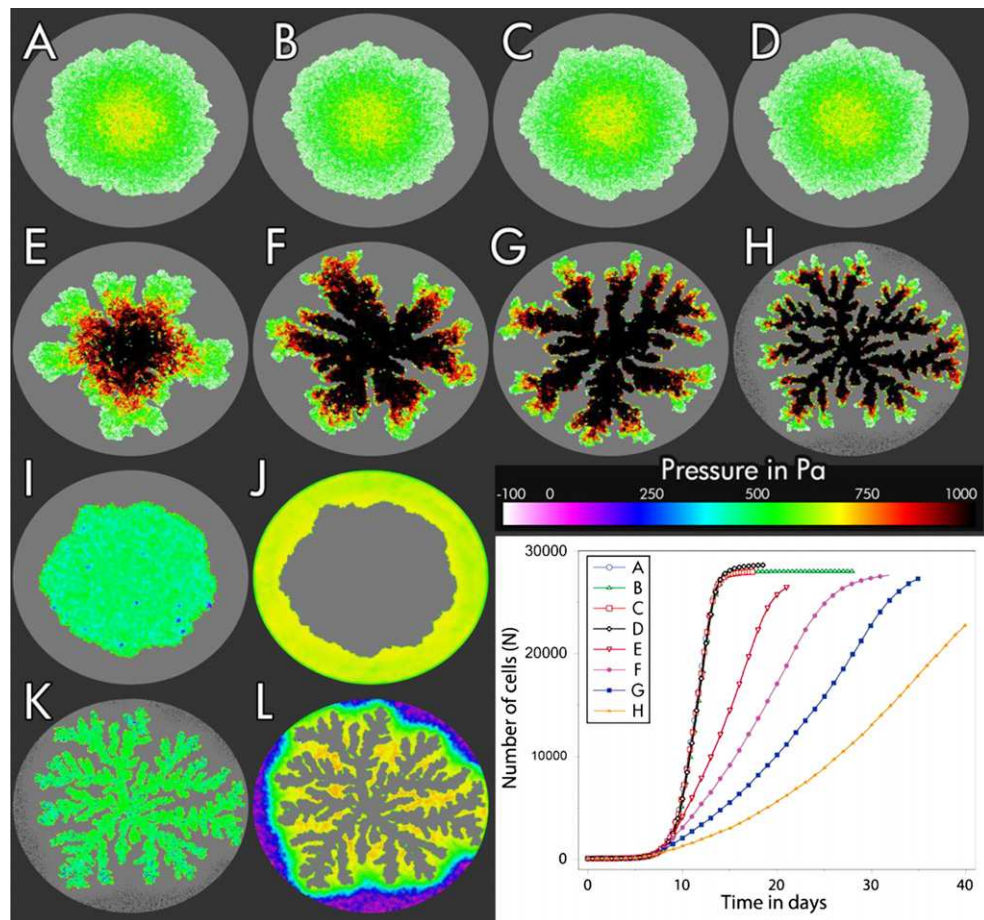 A B C D
E F G H
I J
Pressure in Pa
-100 0 250 500 750 1000
K L
30000
20000
10000
0
Number of cells (N)
A
B
C
D
E
F
G
H
0 10 20 30 40
Time in days